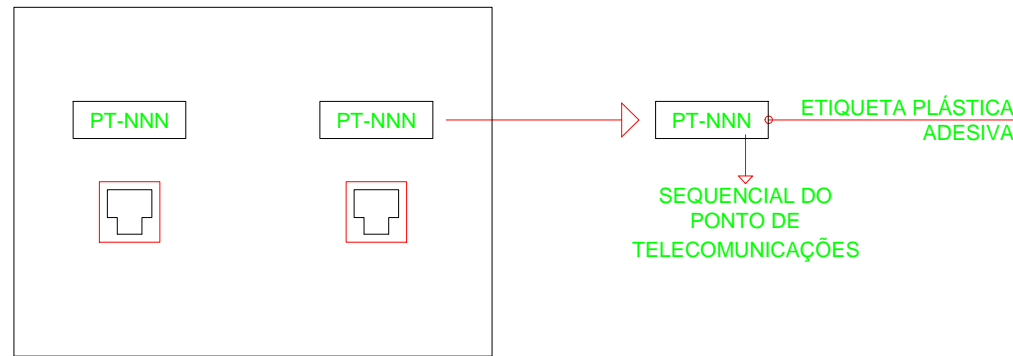 PT-NNN
PT-NNN
PT-NNN
ETIQUETA PLÁSTICA
ADESIVA
SEQUENCIAL DO
PONTO DE
TELECOMUNICAÇÕES